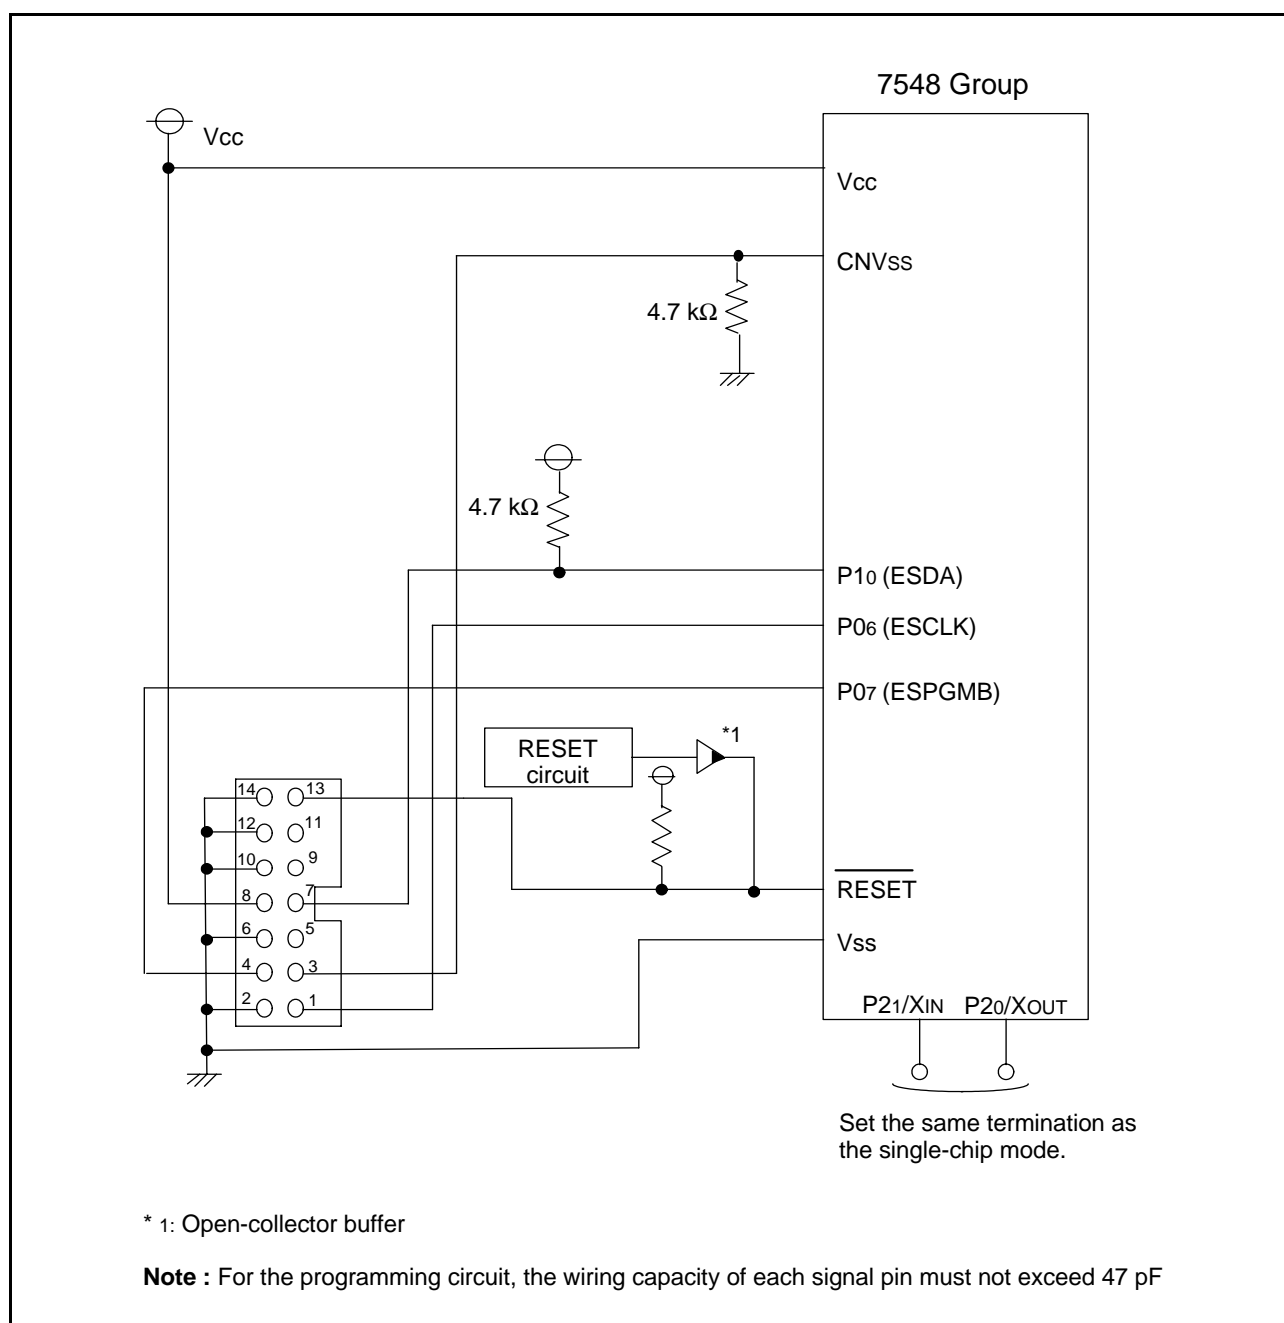 7548 Group
Vcc
Vcc
CNVss
4.7 kΩ
4.7 kΩ
P10 (ESDA)
P06 (ESCLK)
P07 (ESPGMB)
*1
RESET
circuit
14 13
12 11
10 9
8 7
6 5
4 3
2 1
RESET
Vss
P21/XIN P20/XOUT
Set the same termination as
the single-chip mode.
* 1: Open-collector buffer
Note : For the programming circuit, the wiring capacity of each signal pin must not exceed 47 pF